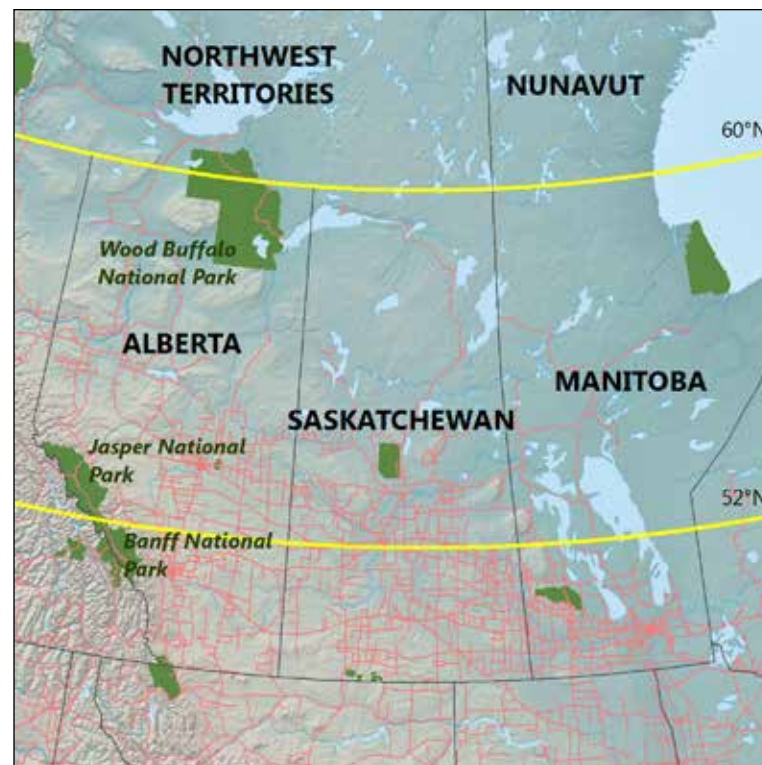 NORTHWEST
TERRITORIES
NUNAVUT
60°N
Wood Buffalo
National Park
ALBERTA
MANITOBA
SASKATCHEWAN
Jasper National
Park
52°N
Banff National
Park